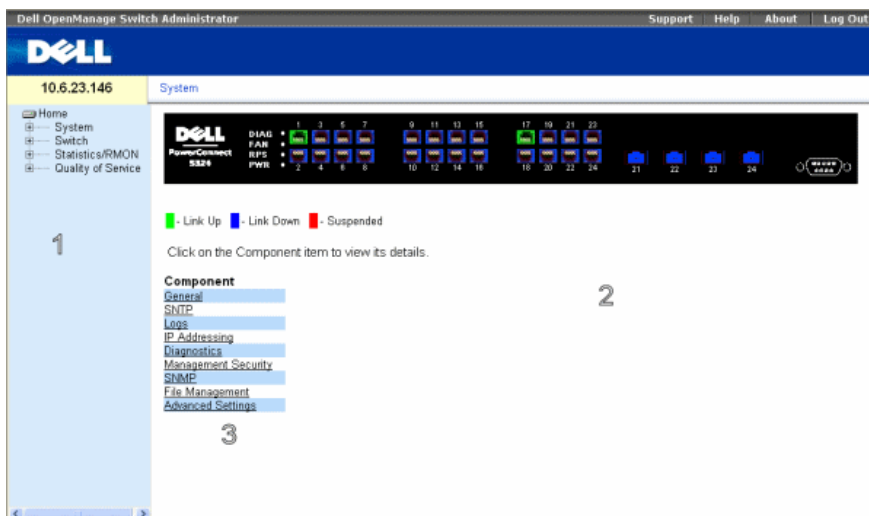 Dell OpenManage Switch Administrator
Support Help About Log Out
DELL
10.6.23.146
System
Home
System
Switch
Statistics/RMON
Quality of Service
DELL
PowerConnect
5324
DIAG
FAN
RPS
PWR
1 3 5 7 9 11 13 15 17 19 21 23
2 4 6 8 10 12 14 16 18 20 22 24
21 22 23 24
- Link Up - Link Down - Suspended
Click on the Component item to view its details.
Component
General
SNTP
Logs
IP Addressing
Diagnostics
Management Security
SNMP
File Management
Advanced Settings
1
2
3